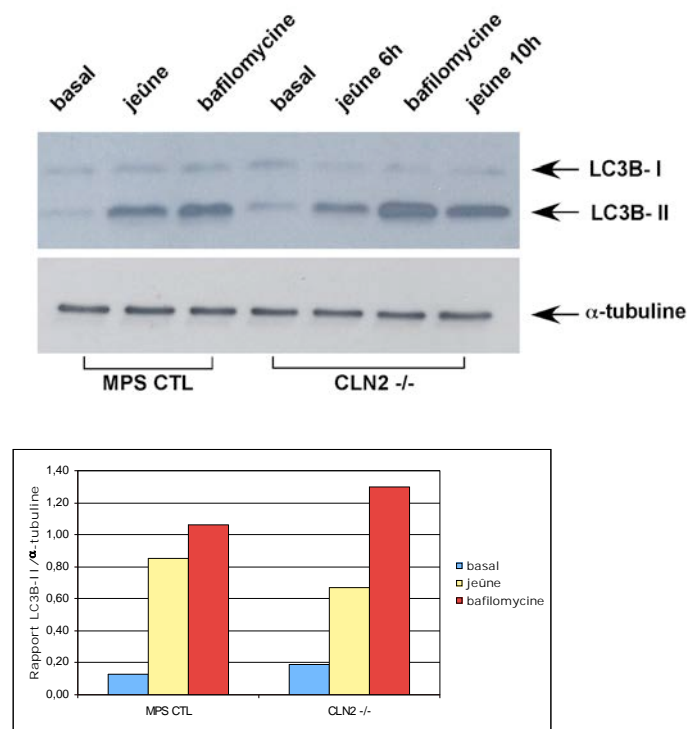 basal jeûne bafilomycine basal jeûne 6h bafilomycine jeûne 10h
LC3B- I
LC3B- II
α-tubuline
MPS CTL CLN2 -/-
Rapport LC3B-II/α-tubuline
1,40
1,20
1,00
0,80
0,60
0,40
0,20
0,00
MPS CTL CLN2 -/-
basal
jeûne
bafilomycine